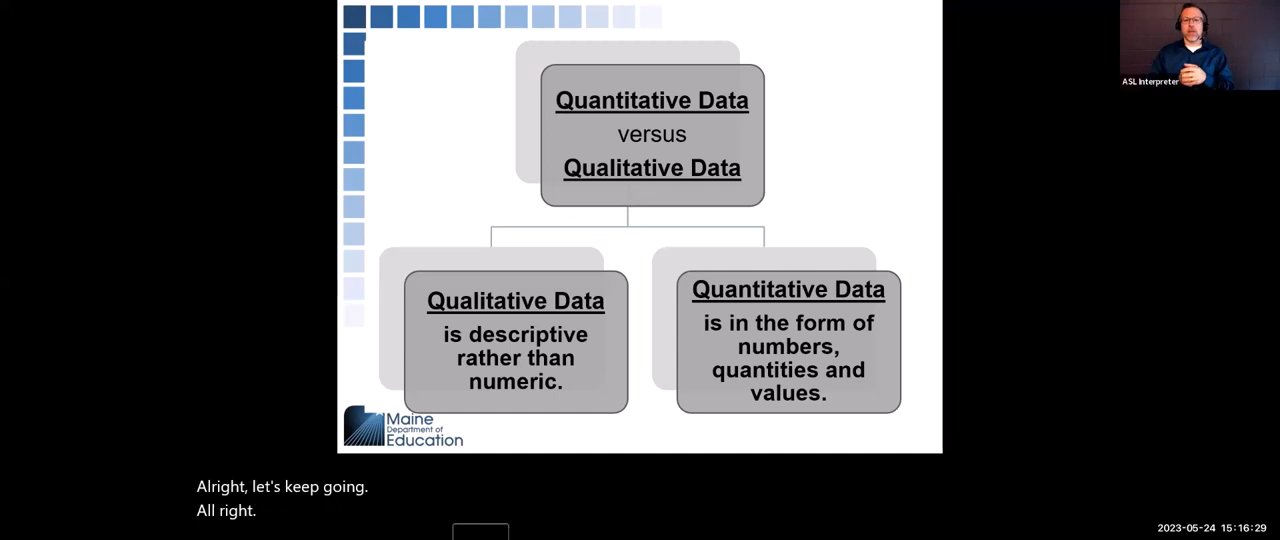 Quantitative Data
versus
Qualitative Data
Qualitative Data
is descriptive
rather than
numeric.
Quantitative Data
is in the form of
numbers,
quantities and
values.
Maine
Department of
Education
ASL Interpreter
Alright, let's keep going.
All right.
2023-05-24 15:16:29